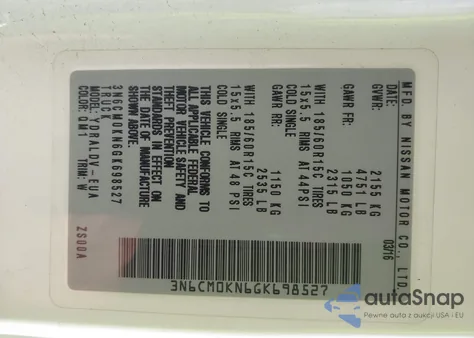 MFD. BY NISSAN MOTOR CO., LTD.
03/16
GVWR: 2155 KG
4751 LB
GAWR FR: 1050 KG
2315 LB
WITH 185/60R15C TIRES
15x5.5 RIMS AT 44PSI
COLD SINGLE
GAWR RR: 1150 KG
2535 LB
WITH 185/60R15C TIRES
15x5.5 RIMS AT 48 PSI
COLD SINGLE
THIS VEHICLE CONFORMS TO
ALL APPLICABLE FEDERAL
MOTOR VEHICLE SAFETY AND
THEFT PREVENTION
STANDARDS IN EFFECT ON
THE DATE OF MANUFACTURE
SHOWN ABOVE.
3N6CM0KN6GK698527
TRUCK
MODEL: YDRALDV-EUA
COLOR: QM1 TRIM: W
ZS00A
3N6CM0KN6GK698527
autoSnap
Pewne auta z aukcji USA i EU